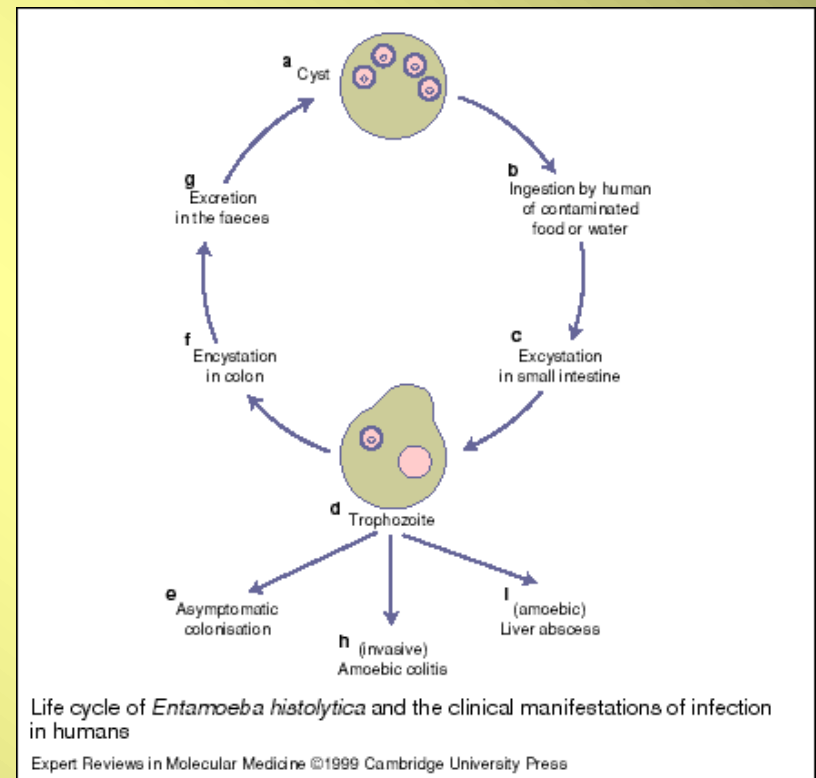 a Cyst
b
Ingestion by human
of contaminated
food or water
c
Excystation
in small intestine
d Trophozoite
e
Asymptomatic
colonisation
h (invasive)
Amoebic colitis
i
(amoebic)
Liver abscess
f
Encystation
in colon
g
Excretion
in the faeces
Life cycle of Entamoeba histolytica and the clinical manifestations of infection
in humans
Expert Reviews in Molecular Medicine ©1999 Cambridge University Press